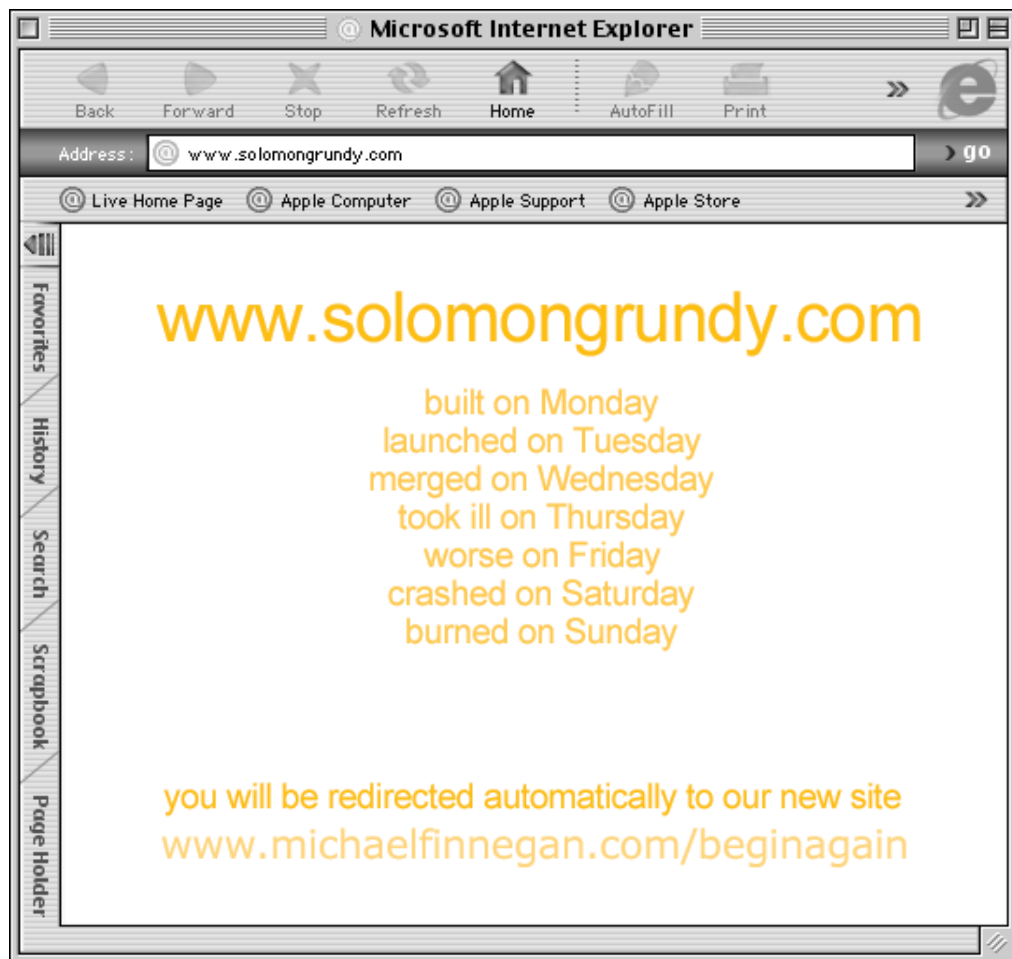 Microsoft Internet Explorer
Back Forward Stop Refresh Home AutoFill Print »
Address: www.solomongrundy.com go
Live Home Page Apple Computer Apple Support Apple Store »
Favorites
History
Search
Scrapbook
Page Holder
www.solomongrundy.com
built on Monday
launched on Tuesday
merged on Wednesday
took ill on Thursday
worse on Friday
crashed on Saturday
burned on Sunday
you will be redirected automatically to our new site
www.michaelfinnegan.com/beginagain